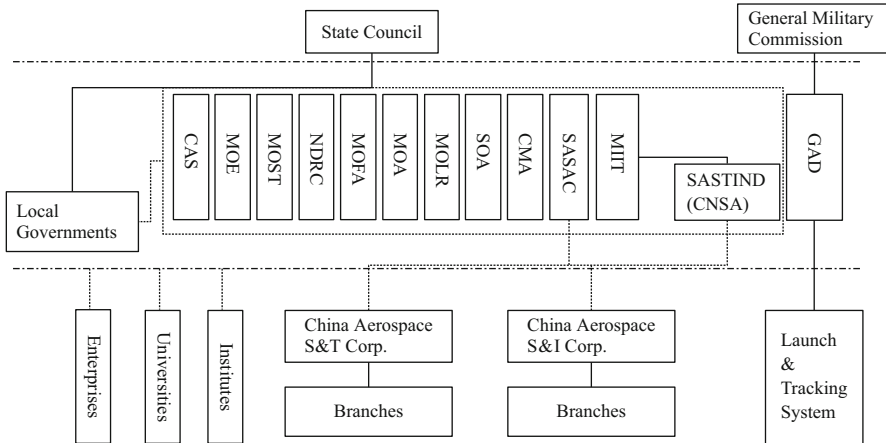 State Council
General Military
Commission
CAS
MOE
MOST
NDRC
MOFA
MOA
MOLR
SOA
CMA
SASAC
MIIT
GAD
SASTIND
(CNSA)
Local
Governments
Enterprises
Universities
Institutes
China Aerospace
S&T Corp.
China Aerospace
S&I Corp.
Launch
&
Tracking
System
Branches
Branches